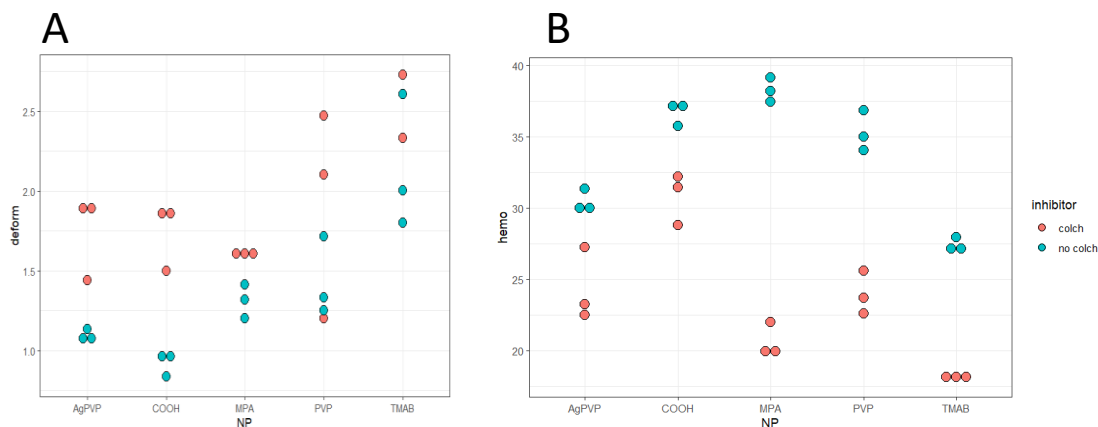 A
deform
2.5
2.0
1.5
1.0
AgPVP COOH MPA PVP TMAB
NP
B
hemo
40
35
30
25
20
AgPVP COOH MPA PVP TMAB
NP
inhibitor
colch
no colch